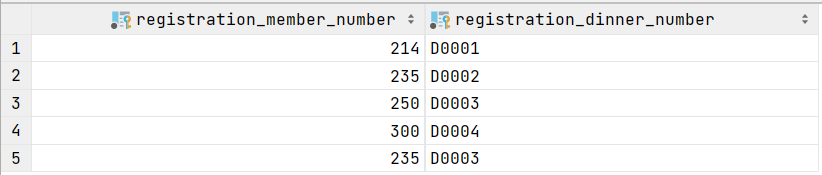 registration_member_number registration_dinner_number
1 214 D0001
2 235 D0002
3 250 D0003
4 300 D0004
5 235 D0003